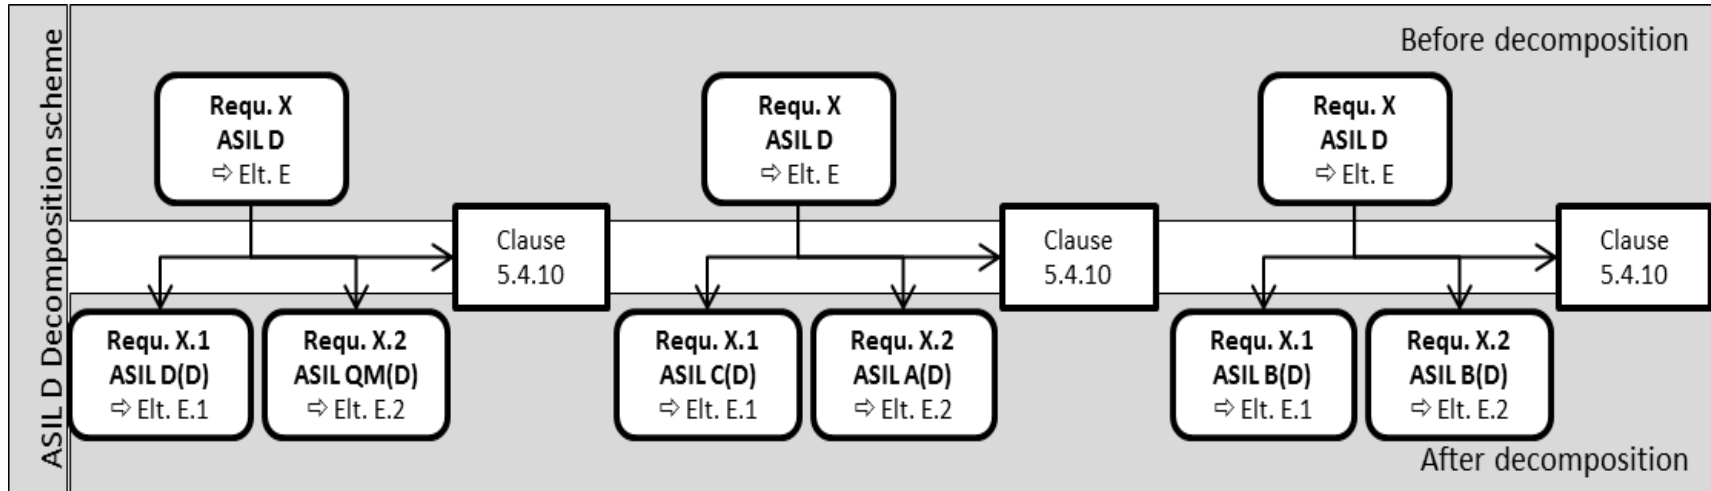 ASIL D Decomposition scheme
Before decomposition
Requ. X
ASIL D
⇨ Elt. E
Requ. X
ASIL D
⇨ Elt. E
Requ. X
ASIL D
⇨ Elt. E
Clause
5.4.10
Clause
5.4.10
Clause
5.4.10
Requ. X.1
ASIL D(D)
⇨ Elt. E.1
Requ. X.2
ASIL QM(D)
⇨ Elt. E.2
Requ. X.1
ASIL C(D)
⇨ Elt. E.1
Requ. X.2
ASIL A(D)
⇨ Elt. E.2
Requ. X.1
ASIL B(D)
⇨ Elt. E.1
Requ. X.2
ASIL B(D)
⇨ Elt. E.2
After decomposition